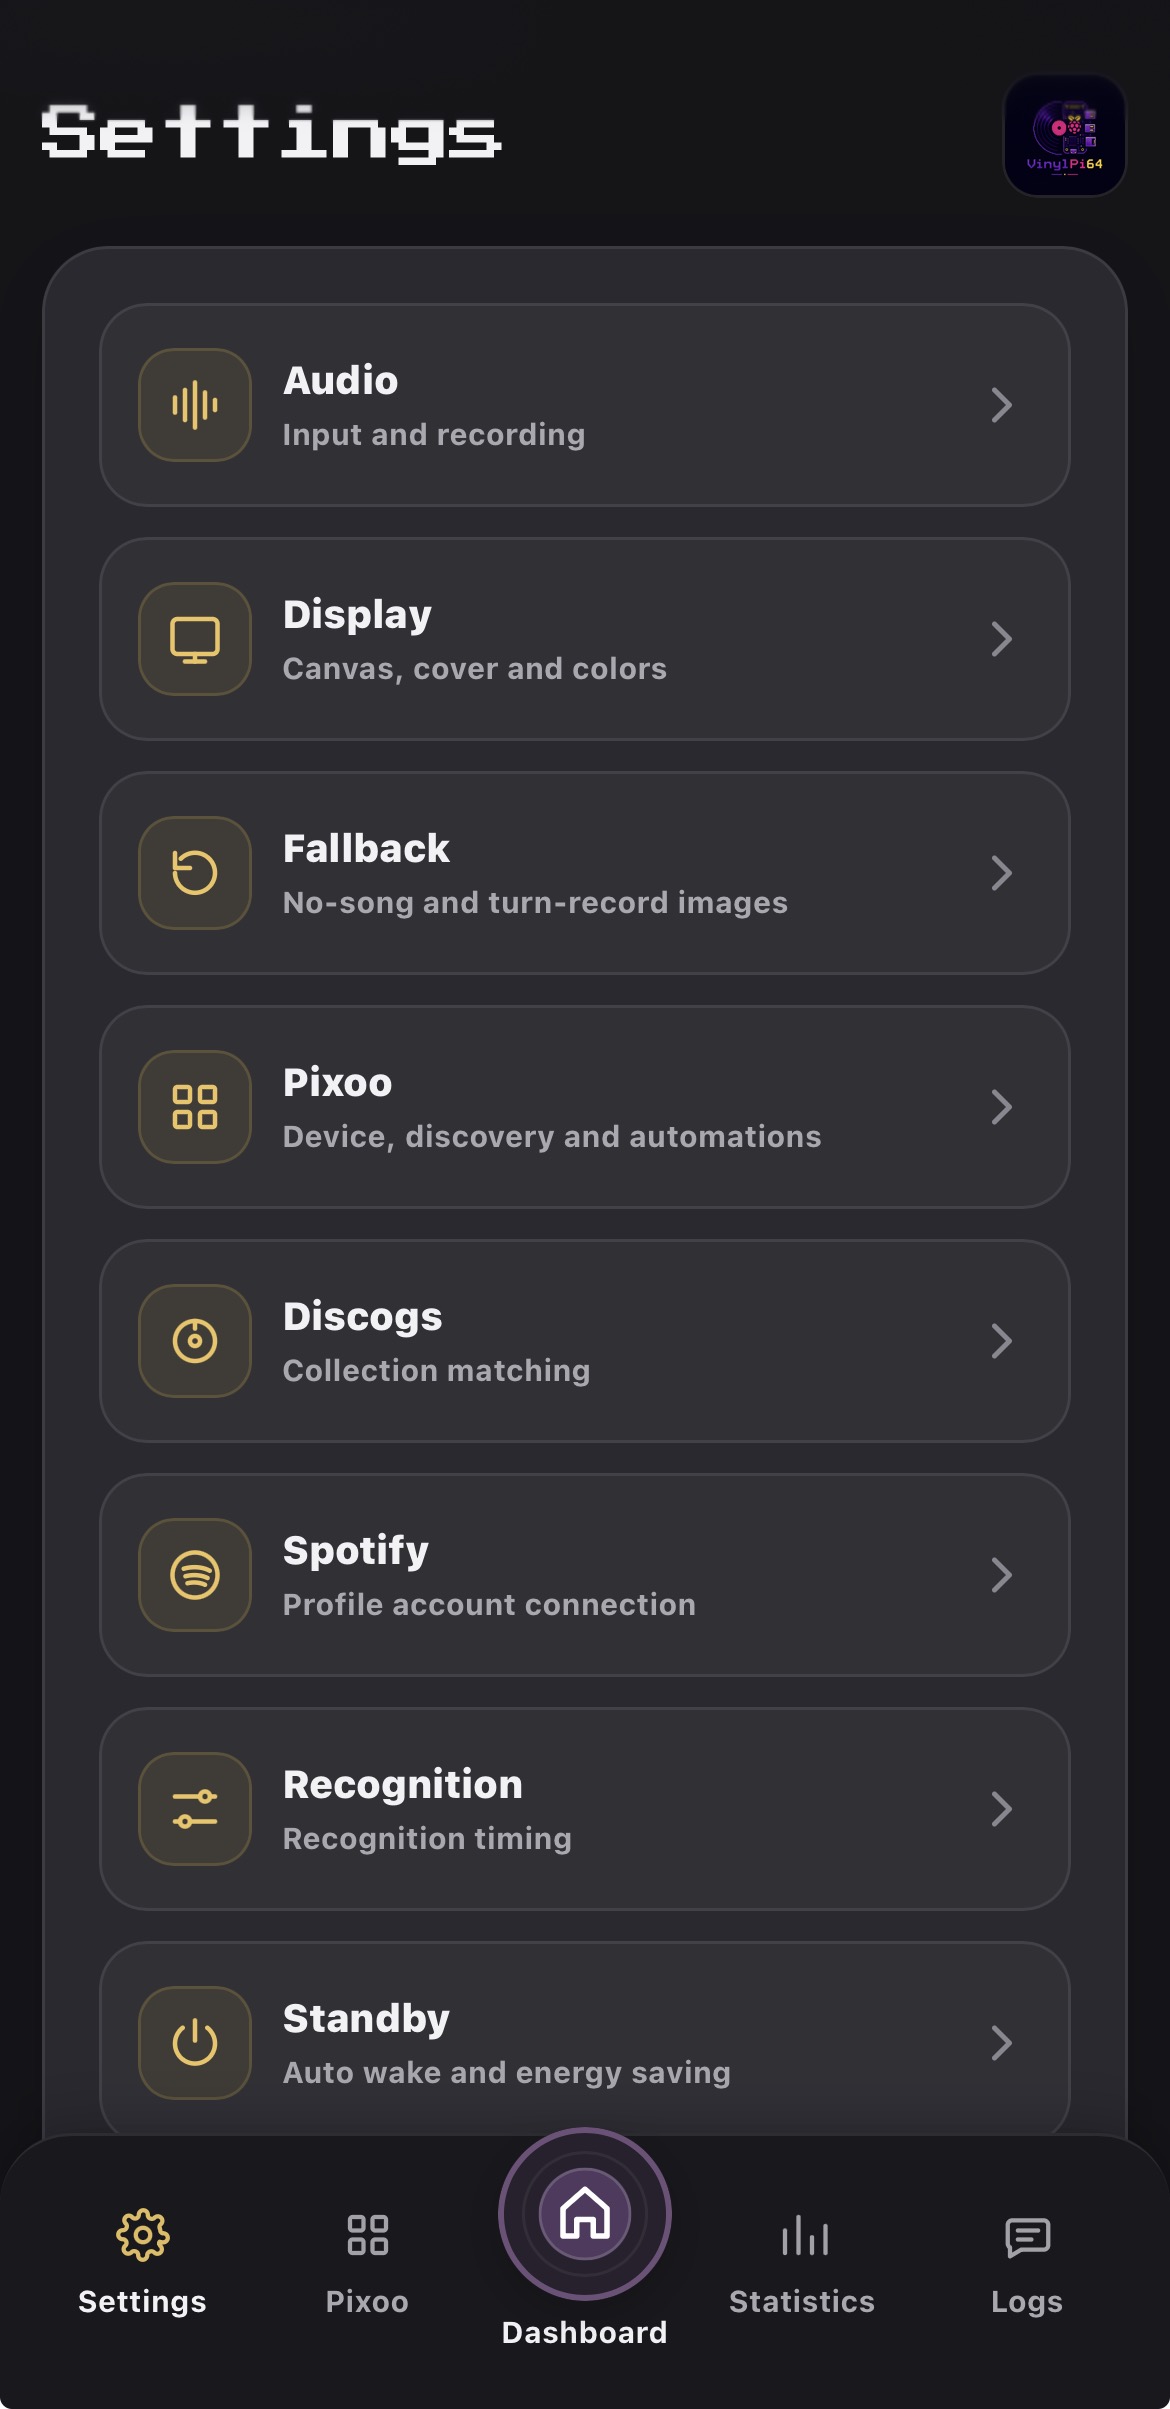 Settings
VinylPi64
Audio
Input and recording
Display
Canvas, cover and colors
Fallback
No-song and turn-record images
Pixoo
Device, discovery and automations
Discogs
Collection matching
Spotify
Profile account connection
Recognition
Recognition timing
Standby
Auto wake and energy saving
Settings
Pixoo
Dashboard
Statistics
Logs